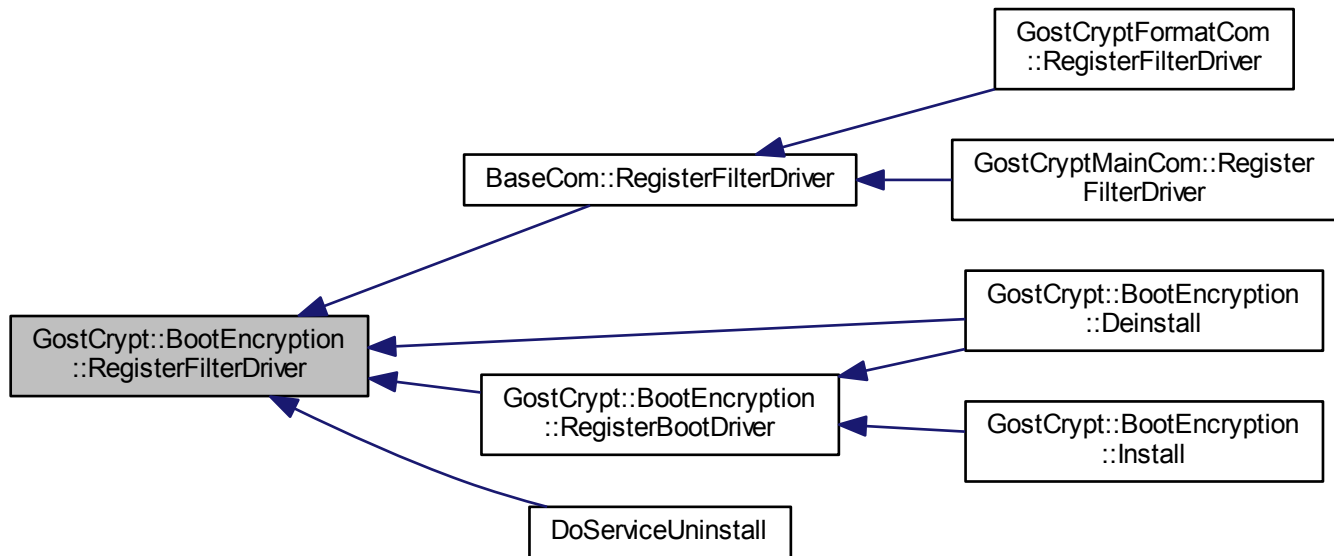 GostCryptFormatCom
::RegisterFilterDriver
BaseCom::RegisterFilterDriver
GostCryptMainCom::Register
FilterDriver
GostCrypt::BootEncryption
::Deinstall
GostCrypt::BootEncryption
::RegisterFilterDriver
GostCrypt::BootEncryption
::RegisterBootDriver
GostCrypt::BootEncryption
::Install
DoServiceUninstall